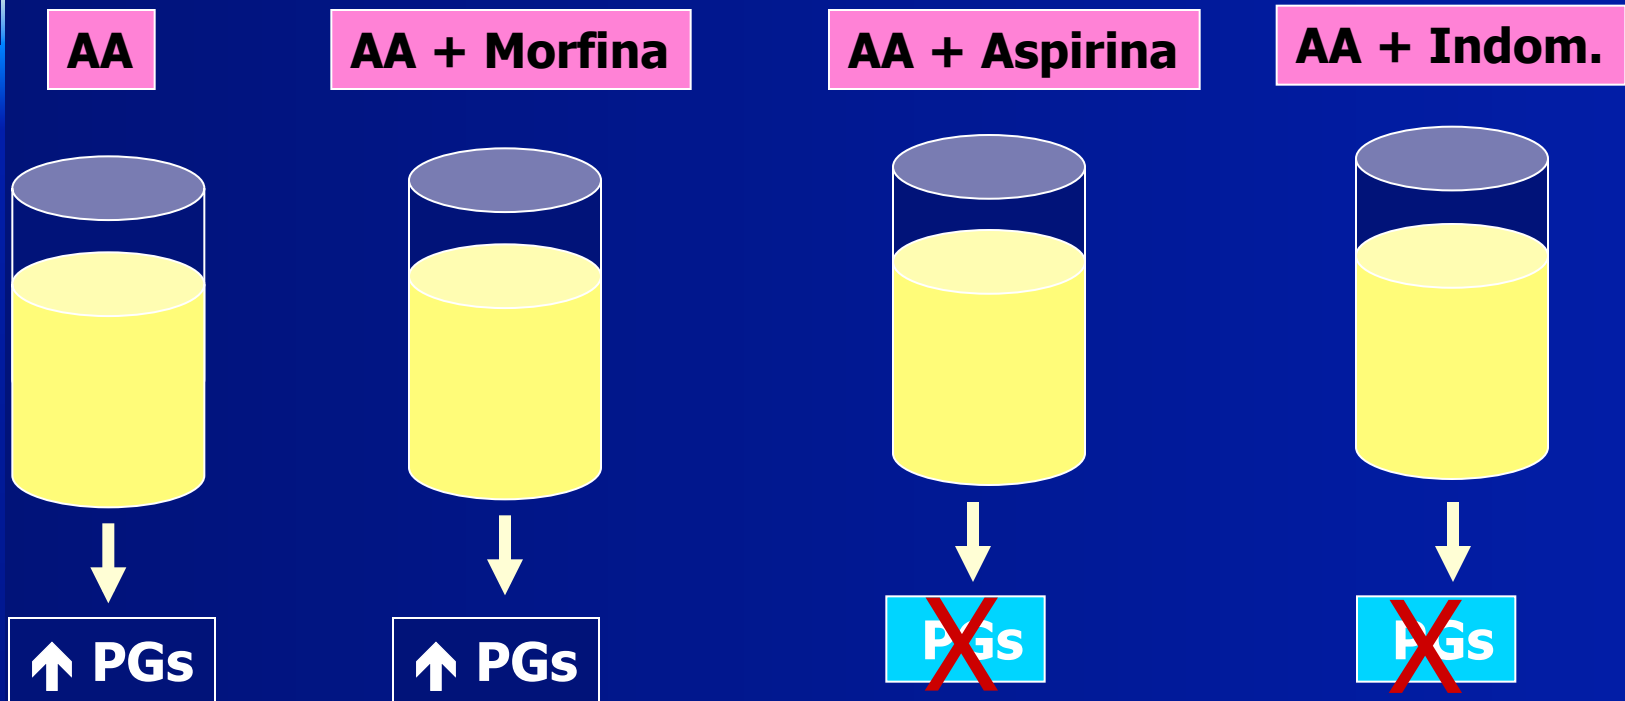 AA
AA + Morfina
AA + Aspirina
AA + Indom.
↑ PGs
↑ PGs
PGs
PGs